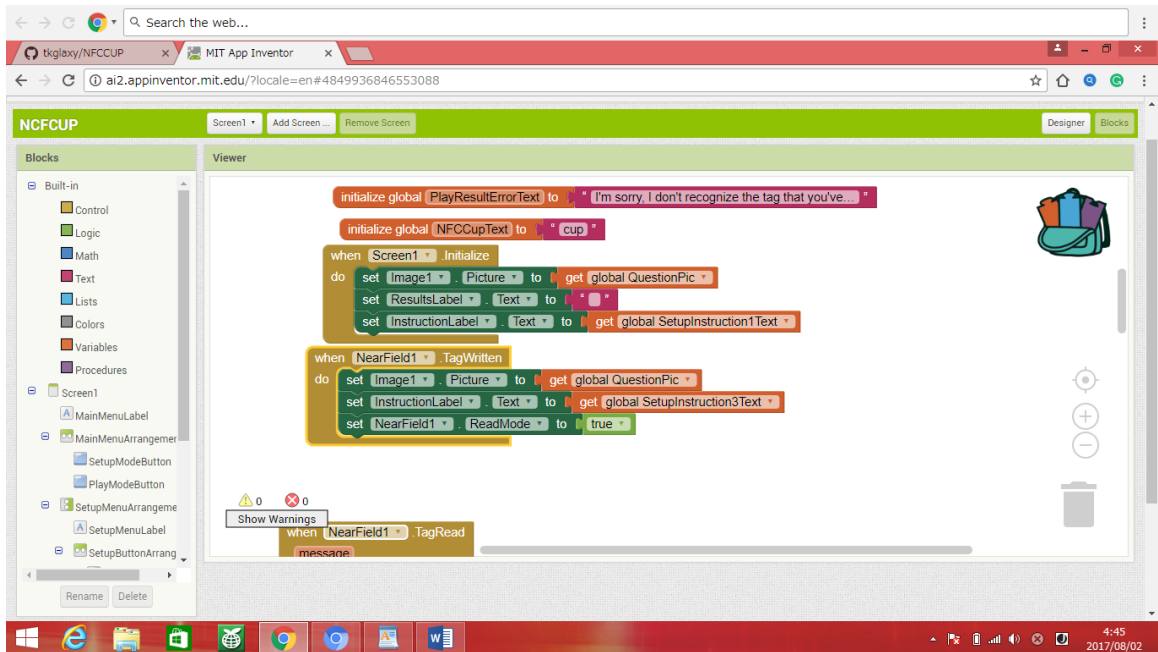 Search the web...
tkglaxy/NFCCUP × MIT App Inventor ×
ai2.appinventor.mit.edu/?locale=en#4849936846553088
NCFCUP Screen1 Add Screen ... Remove Screen Designer Blocks
Blocks Viewer
Built-in
Control
Logic
Math
Text
Lists
Colors
Variables
Procedures
Screen1
MainMenuLabel
MainMenuArrangemer
SetupModeButton
PlayModeButton
SetupMenuArrangeme
SetupMenuLabel
SetupButtonArrang
Rename Delete
initialize global PlayResultErrorText to " I'm sorry, I don't recognize the tag that you've... "
initialize global NFCCupText to " cup "
when Screen1 .Initialize
do set Image1 . Picture to get global QuestionPic
set ResultsLabel . Text to " "
set InstructionLabel . Text to get global SetupInstruction1Text
when NearField1 .TagWritten
do set Image1 . Picture to get global QuestionPic
set InstructionLabel . Text to get global SetupInstruction3Text
set NearField1 . ReadMode to true
0 0
Show Warnings
when NearField1 .TagRead
message
4:45
2017/08/02